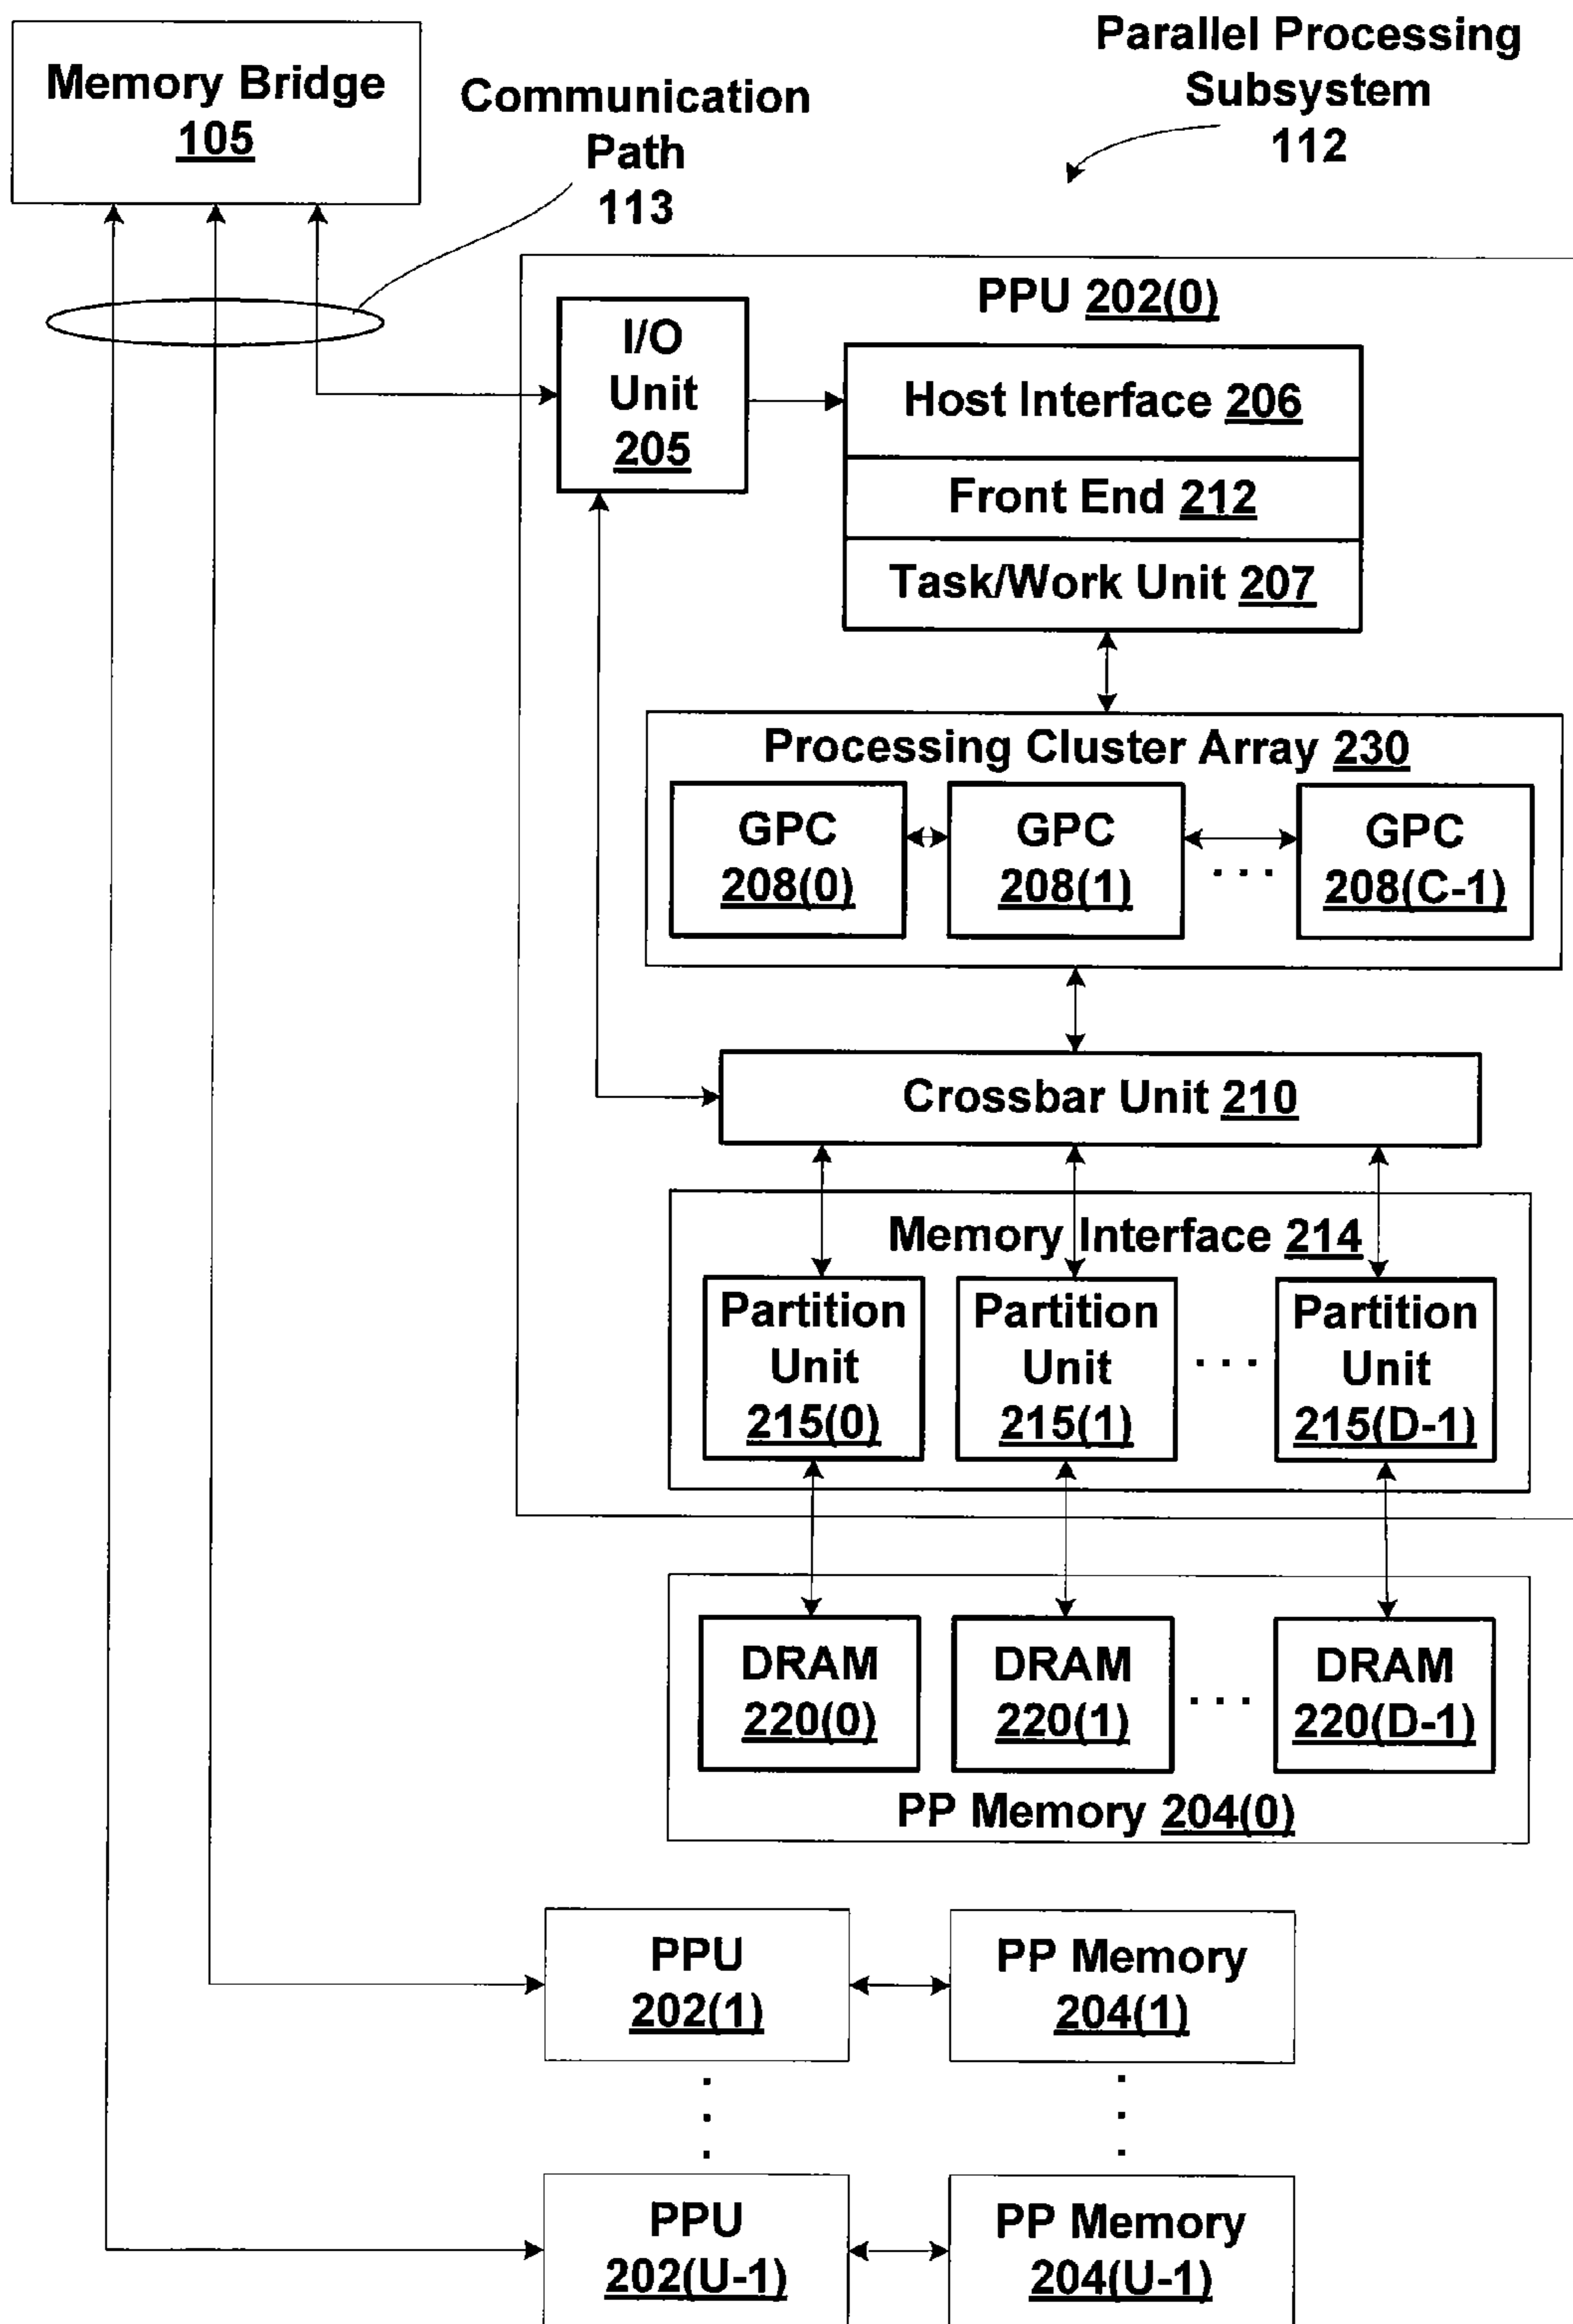 Memory Bridge
105
Communication
Path
113
Parallel Processing
Subsystem
112
PPU 202(0)
I/O
Unit
205
Host Interface 206
Front End 212
Task/Work Unit 207
Processing Cluster Array 230
GPC
208(0)
GPC
208(1)
. . .
GPC
208(C-1)
Crossbar Unit 210
Memory Interface 214
Partition
Unit
215(0)
Partition
Unit
215(1)
. . .
Partition
Unit
215(D-1)
DRAM
220(0)
DRAM
220(1)
. . .
DRAM
220(D-1)
PP Memory 204(0)
PPU
202(1)
PP Memory
204(1)
PPU
202(U-1)
PP Memory
204(U-1)